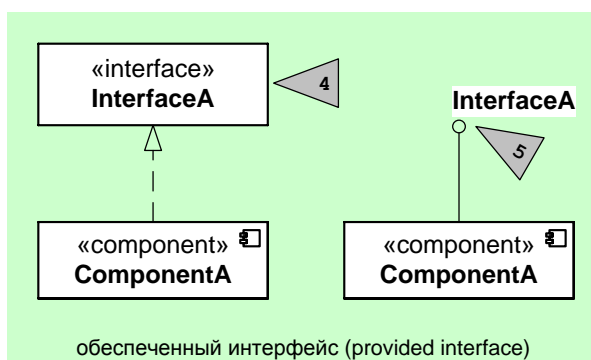 «interface»
InterfaceA
4
InterfaceA
5
«component»
ComponentA
«component»
ComponentA
обеспеченный интерфейс (provided interface)